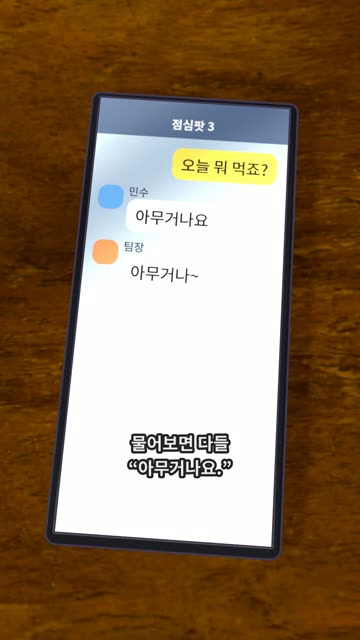 점심팟 3
오늘 뭐 먹죠?
민수
아무거나요
팀장
아무거나~
물어보면 다들
“아무거나요.”